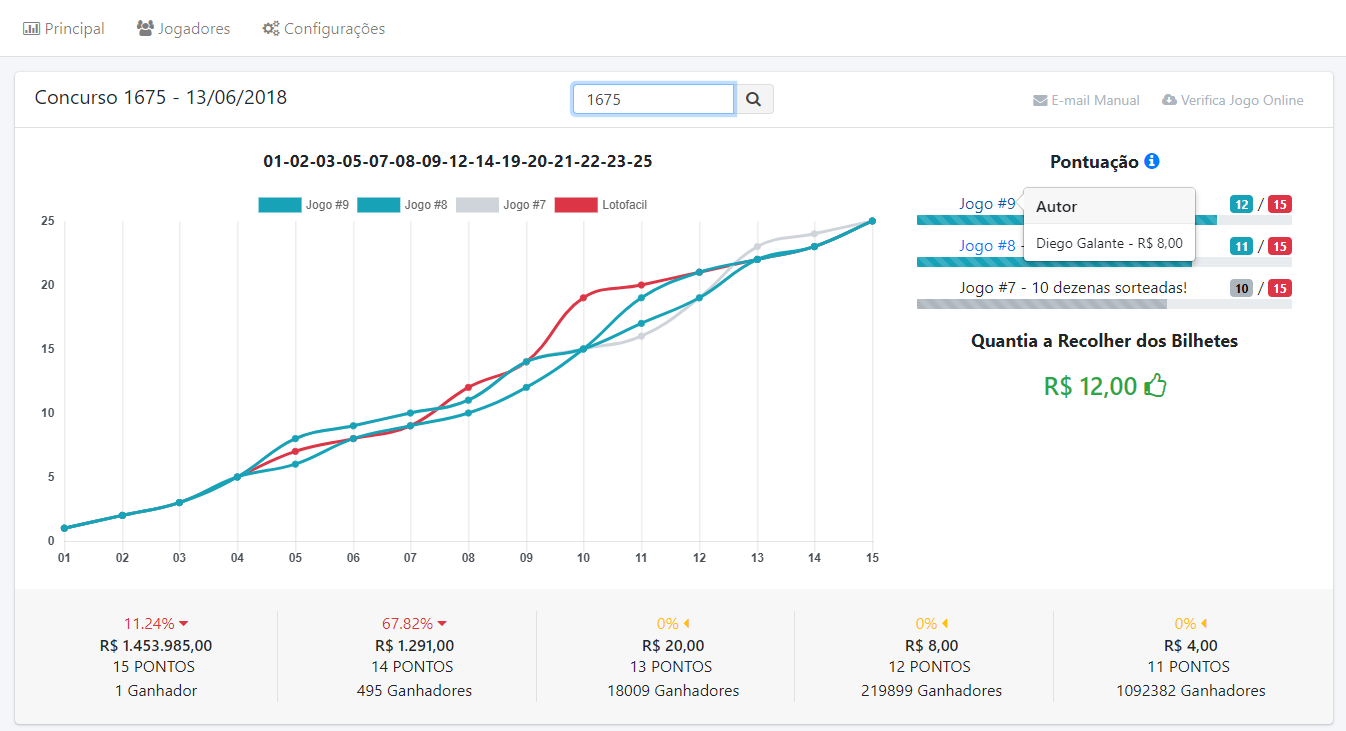 Principal Jogadores Configurações
Concurso 1675 - 13/06/2018
1675
E-mail Manual Verifica Jogo Online
01-02-03-05-07-08-09-12-14-19-20-21-22-23-25
Jogo #9 Jogo #8 Jogo #7 Lotofacil
25
20
15
10
5
0
01 02 03 04 05 06 07 08 09 10 11 12 13 14 15
Pontuação
Jogo #9 12 / 15
Autor
Diego Galante - R$ 8,00
Jogo #8 - 11 / 15
Jogo #7 - 10 dezenas sorteadas! 10 / 15
Quantia a Recolher dos Bilhetes
R$ 12,00
11.24%
R$ 1.453.985,00
15 PONTOS
1 Ganhador
67.82%
R$ 1.291,00
14 PONTOS
495 Ganhadores
0%
R$ 20,00
13 PONTOS
18009 Ganhadores
0%
R$ 8,00
12 PONTOS
219899 Ganhadores
0%
R$ 4,00
11 PONTOS
1092382 Ganhadores